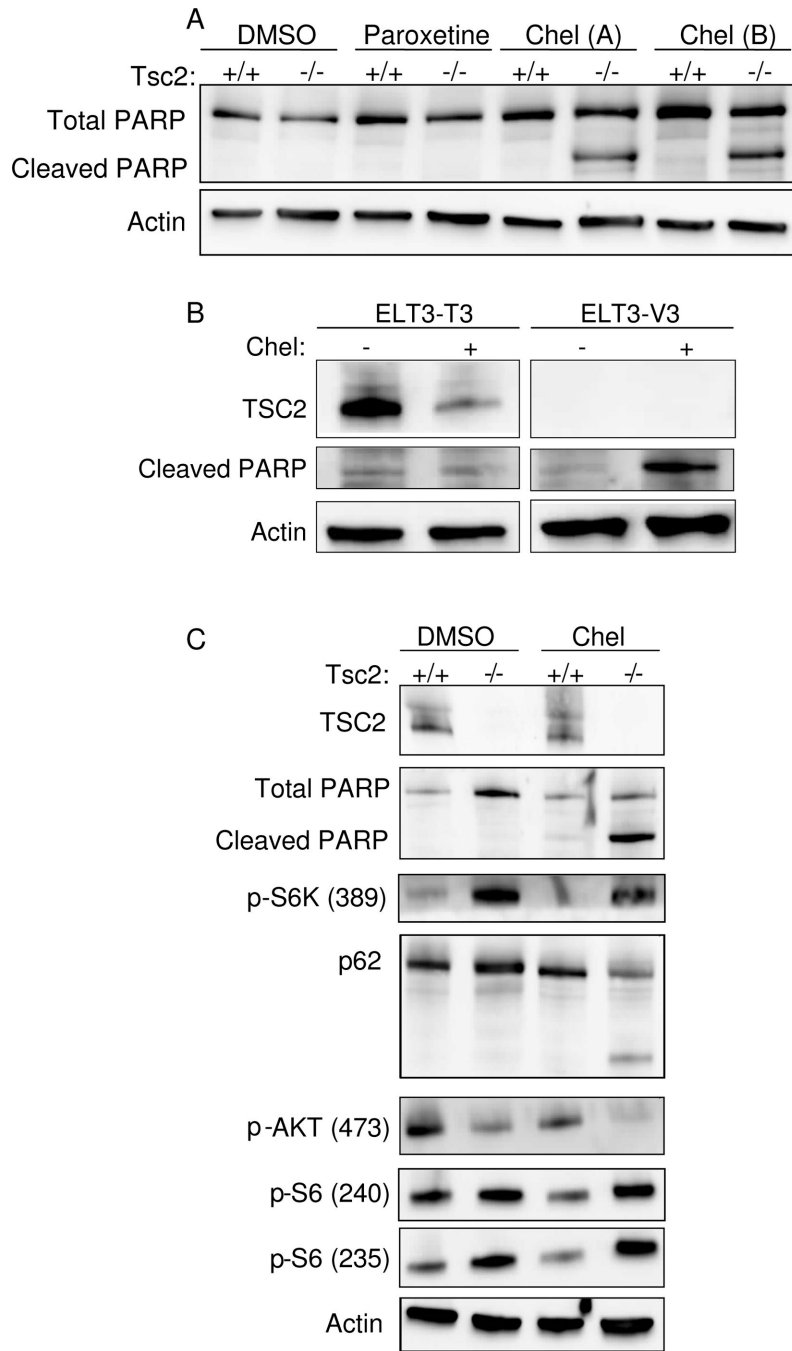 A
DMSO Paroxetine Chel (A) Chel (B)
Tsc2: +/+ -/- +/+ -/- +/+ -/- +/+ -/-
Total PARP
Cleaved PARP
Actin
B
ELT3-T3 ELT3-V3
Chel: - + - +
TSC2
Cleaved PARP
Actin
C
DMSO Chel
Tsc2: +/+ -/- +/+ -/-
TSC2
Total PARP
Cleaved PARP
p-S6K (389)
p62
p-AKT (473)
p-S6 (240)
p-S6 (235)
Actin